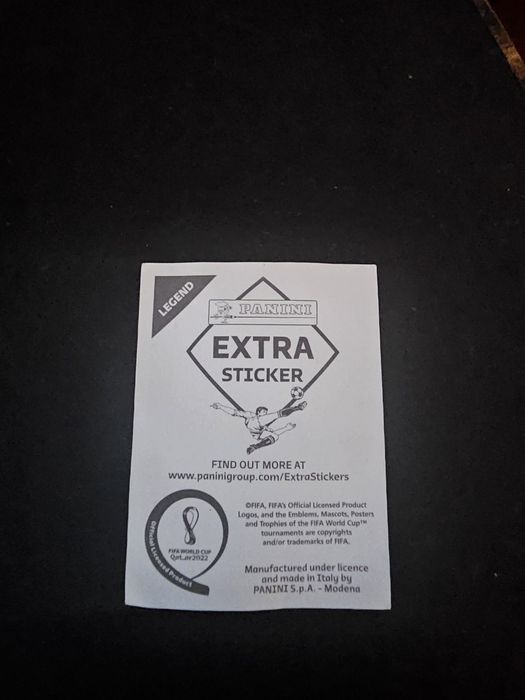 LEGEND
PANINI
EXTRA
STICKER
FIND OUT MORE AT
www.paninigroup.com/ExtraStickers
©FIFA, FIFA's Official Licensed Product
Logos, and the Emblems, Mascots, Posters
and Trophies of the FIFA World Cup™
tournaments are copyrights
and/or trademarks of FIFA.
FIFA WORLD CUP
Qatar2022
Official Licensed Product
Manufactured under licence
and made in Italy by
PANINI S.p.A. - Modena